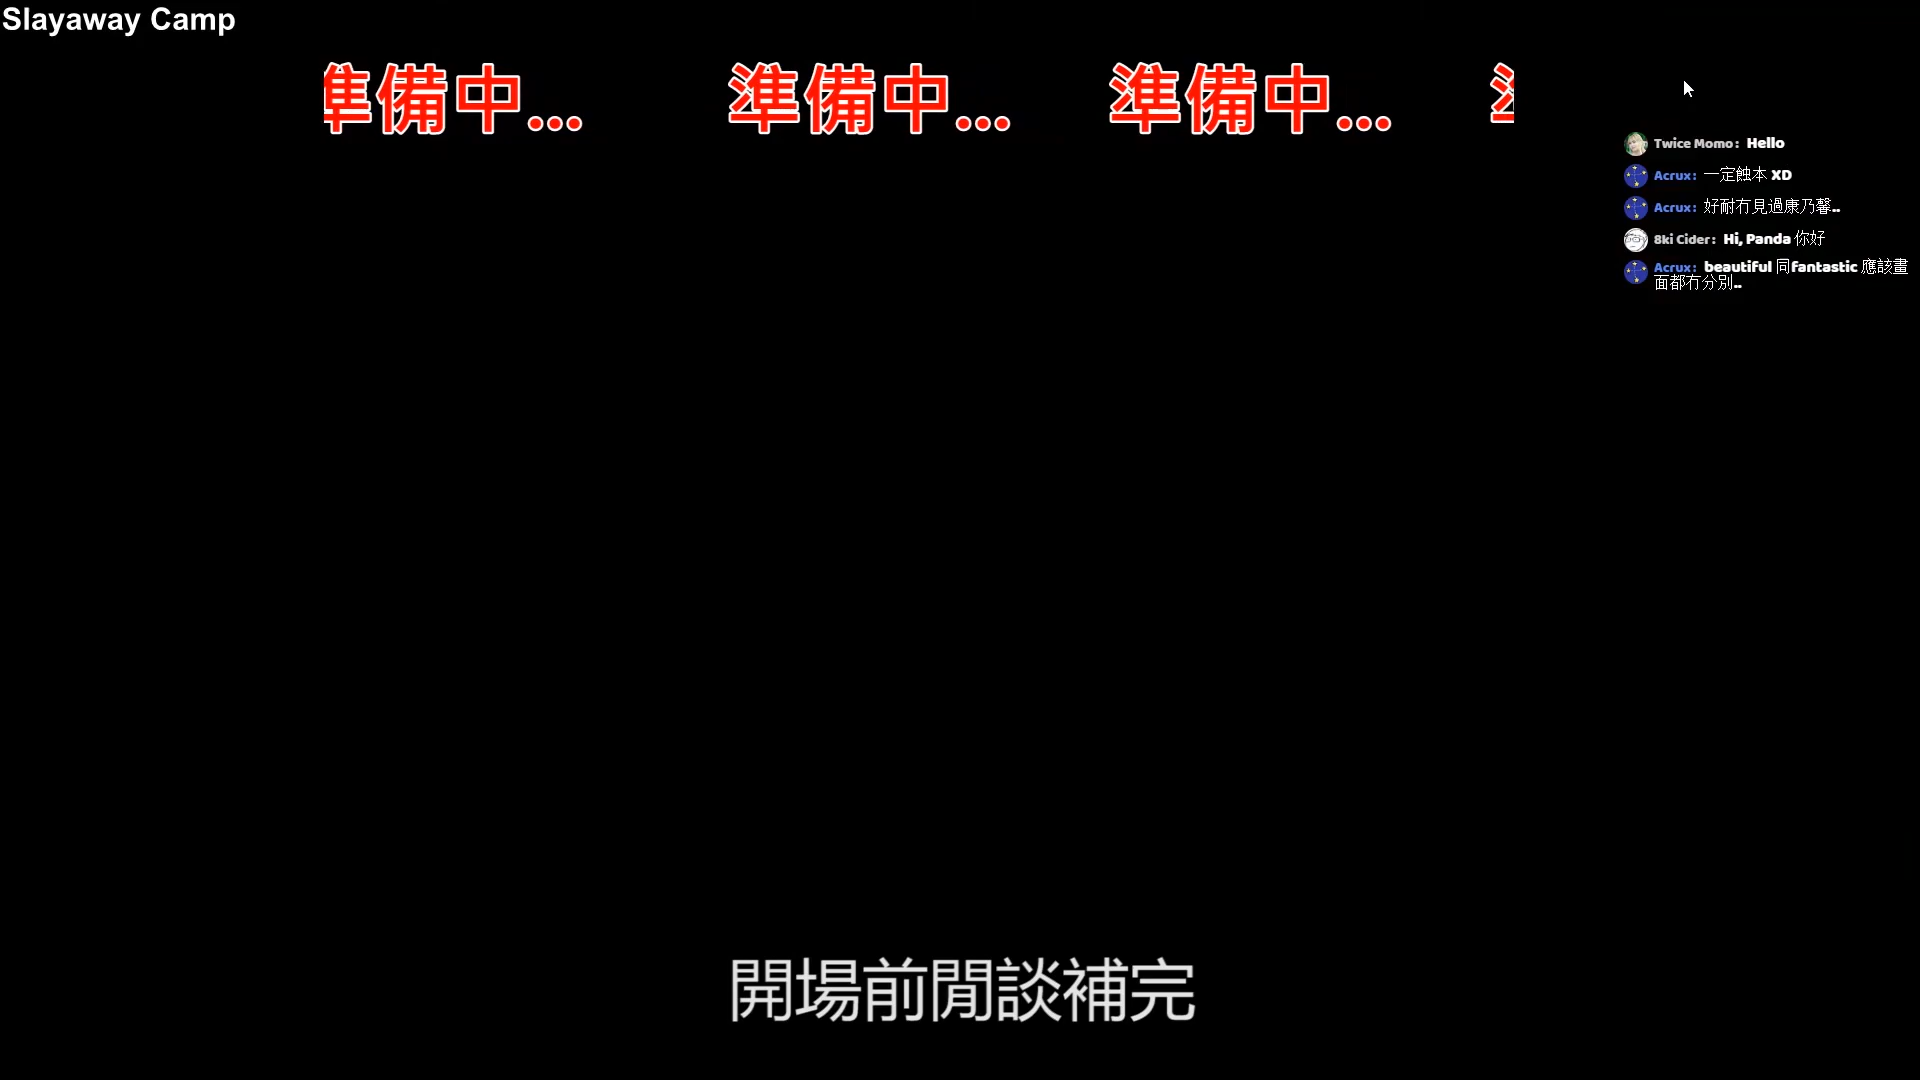 Slayaway Camp
準備中... 準備中... 準備中...
Twice Momo: Hello
Acrux: 一定蝕本 XD
Acrux: 好耐冇見過康乃馨..
8ki Cider: Hi, Panda 你好
Acrux: beautiful 同fantastic 應該畫
面都冇分別..
開場前閒談補完